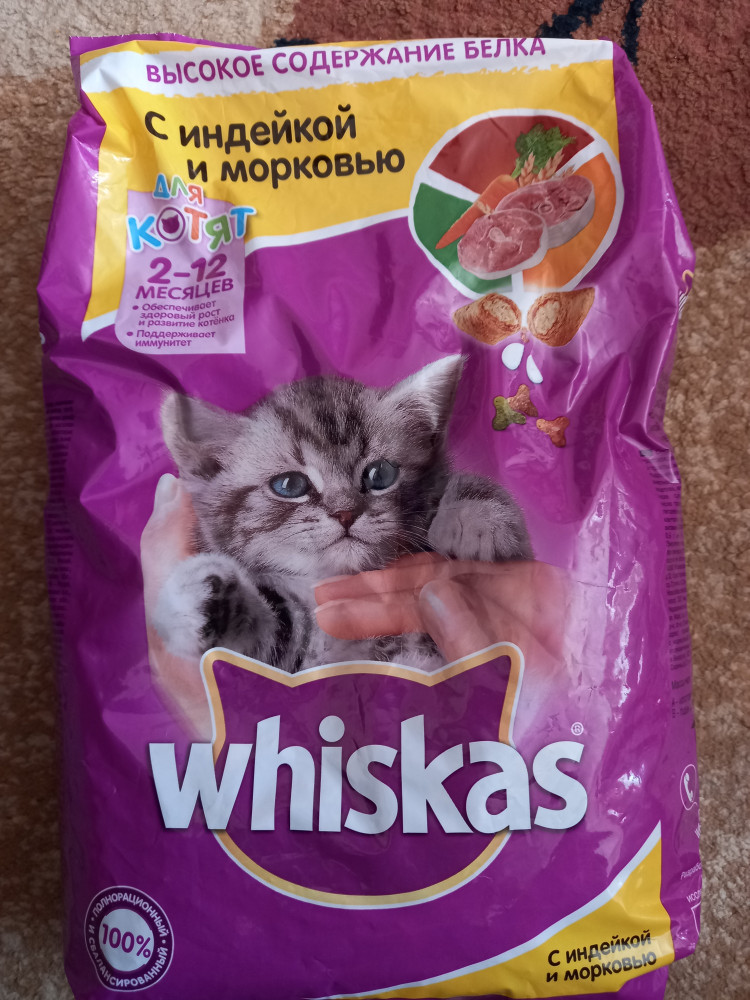 ВЫСОКОЕ СОДЕРЖАНИЕ БЕЛКА
С индейкой
и морковью
для
котят
2-12
МЕСЯЦЕВ
• Обеспечивает
здоровый рост
и развитие котёнка
• Поддерживает
иммунитет
whiskas®
ПОЛНОРАЦИОННЫЙ
100%
И СБАЛАНСИРОВАННЫЙ
С индейкой
и морковью